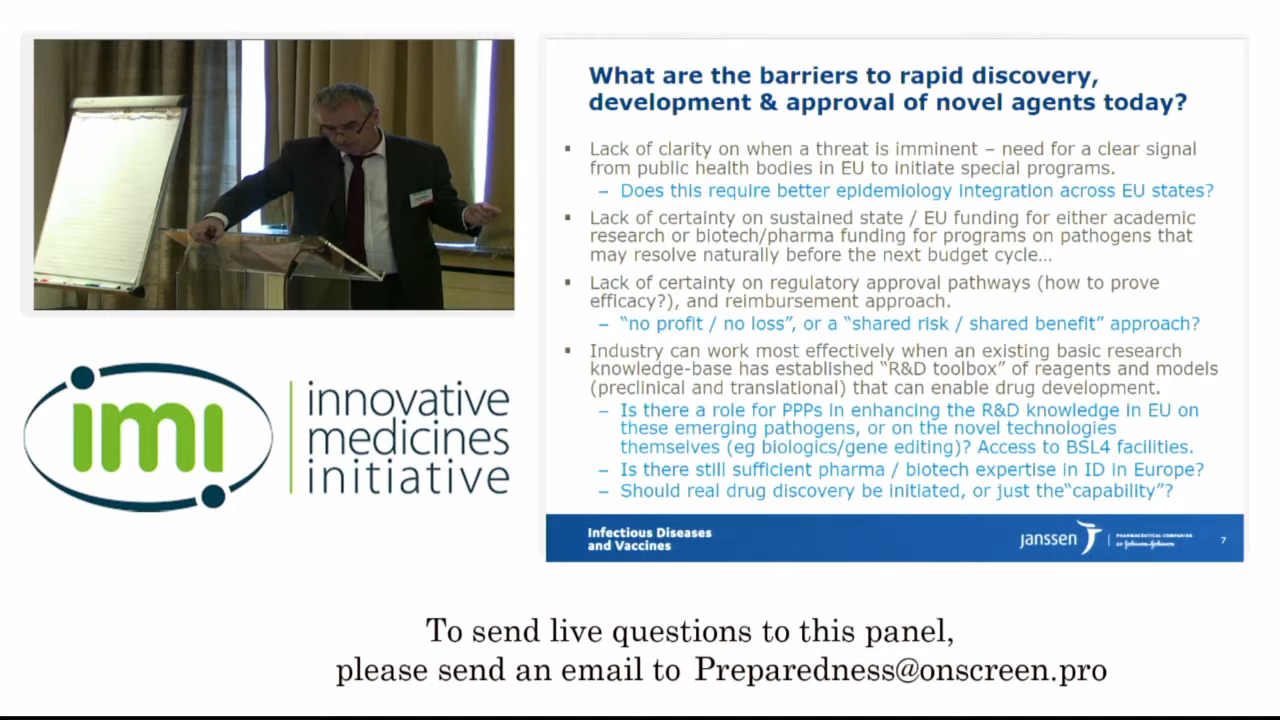 What are the barriers to rapid discovery,
development & approval of novel agents today?
▪ Lack of clarity on when a threat is imminent – need for a clear signal
from public health bodies in EU to initiate special programs.
– Does this require better epidemiology integration across EU states?
▪ Lack of certainty on sustained state / EU funding for either academic
research or biotech/pharma funding for programs on pathogens that
may resolve naturally before the next budget cycle…
▪ Lack of certainty on regulatory approval pathways (how to prove
efficacy?), and reimbursement approach.
– “no profit / no loss”, or a “shared risk / shared benefit” approach?
▪ Industry can work most effectively when an existing basic research
knowledge-base has established “R&D toolbox” of reagents and models
(preclinical and translational) that can enable drug development.
– Is there a role for PPPs in enhancing the R&D knowledge in EU on
these emerging pathogens, or on the novel technologies
themselves (eg biologics/gene editing)? Access to BSL4 facilities.
– Is there still sufficient pharma / biotech expertise in ID in Europe?
– Should real drug discovery be initiated, or just the“capability”?
Infectious Diseases
and Vaccines
janssen
PHARMACEUTICAL COMPANIES
OF Johnson & Johnson
7
imi
innovative
medicines
initiative
To send live questions to this panel,
please send an email to Preparedness@onscreen.pro